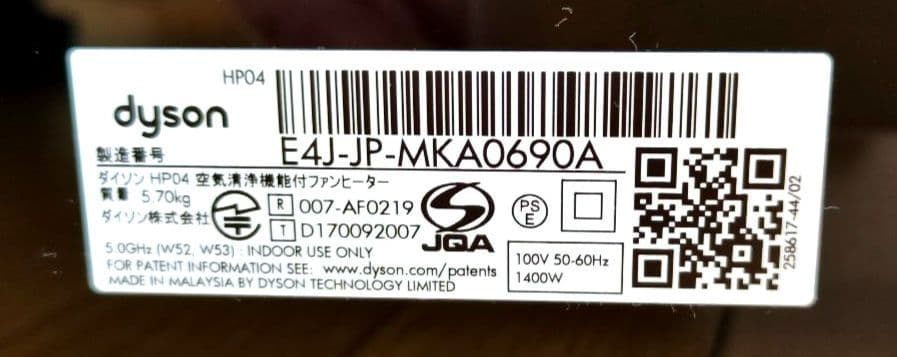 HP04
dyson
製造番号 E4J-JP-MKA0690A
ダイソン HP04 空気清浄機能付ファンヒーター
質量 5.70kg
ダイソン株式会社
R 007-AF0219
T D170092007
JQA
PS
E
5.0GHz (W52, W53) : INDOOR USE ONLY
FOR PATENT INFORMATION SEE: www.dyson.com/patents
MADE IN MALAYSIA BY DYSON TECHNOLOGY LIMITED
100V 50-60Hz
1400W
258617-44/02